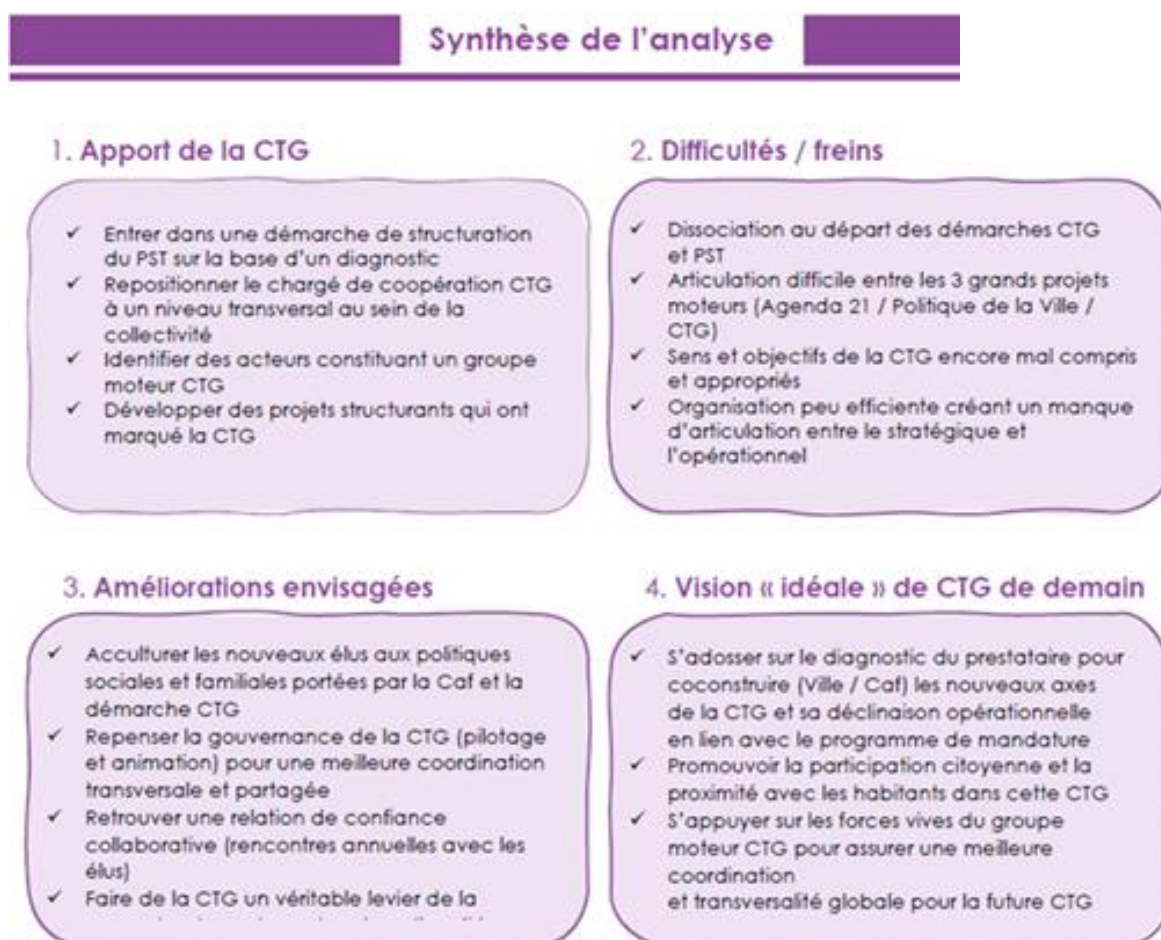 Synthèse de l'analyse
1. Apport de la CTG
✓ Entrer dans une démarche de structuration
du PST sur la base d'un diagnostic
✓ Repositionner le chargé de coopération CTG
à un niveau transversal au sein de la
collectivité
✓ Identifier des acteurs constituant un groupe
moteur CTG
✓ Développer des projets structurants qui ont
marqué la CTG
2. Difficultés / freins
✓ Dissociation au départ des démarches CTG
et PST
✓ Articulation difficile entre les 3 grands projets
moteurs (Agenda 21 / Politique de la Ville /
CTG)
✓ Sens et objectifs de la CTG encore mal compris
et appropriés
✓ Organisation peu efficiente créant un manque
d'articulation entre le stratégique et
l'opérationnel
3. Améliorations envisagées
✓ Acculturer les nouveaux élus aux politiques
sociales et familiales portées par la Caf et la
démarche CTG
✓ Repenser la gouvernance de la CTG (pilotage
et animation) pour une meilleure coordination
transversale et partagée
✓ Retrouver une relation de confiance
collaborative (rencontres annuelles avec les
élus)
✓ Faire de la CTG un véritable levier de la
4. Vision « idéale » de CTG de demain
✓ S'adosser sur le diagnostic du prestataire pour
coconstruire (Ville / Caf) les nouveaux axes
de la CTG et sa déclinaison opérationnelle
en lien avec le programme de mandature
✓ Promouvoir la participation citoyenne et la
proximité avec les habitants dans cette CTG
✓ S'appuyer sur les forces vives du groupe
moteur CTG pour assurer une meilleure
coordination
et transversalité globale pour la future CTG